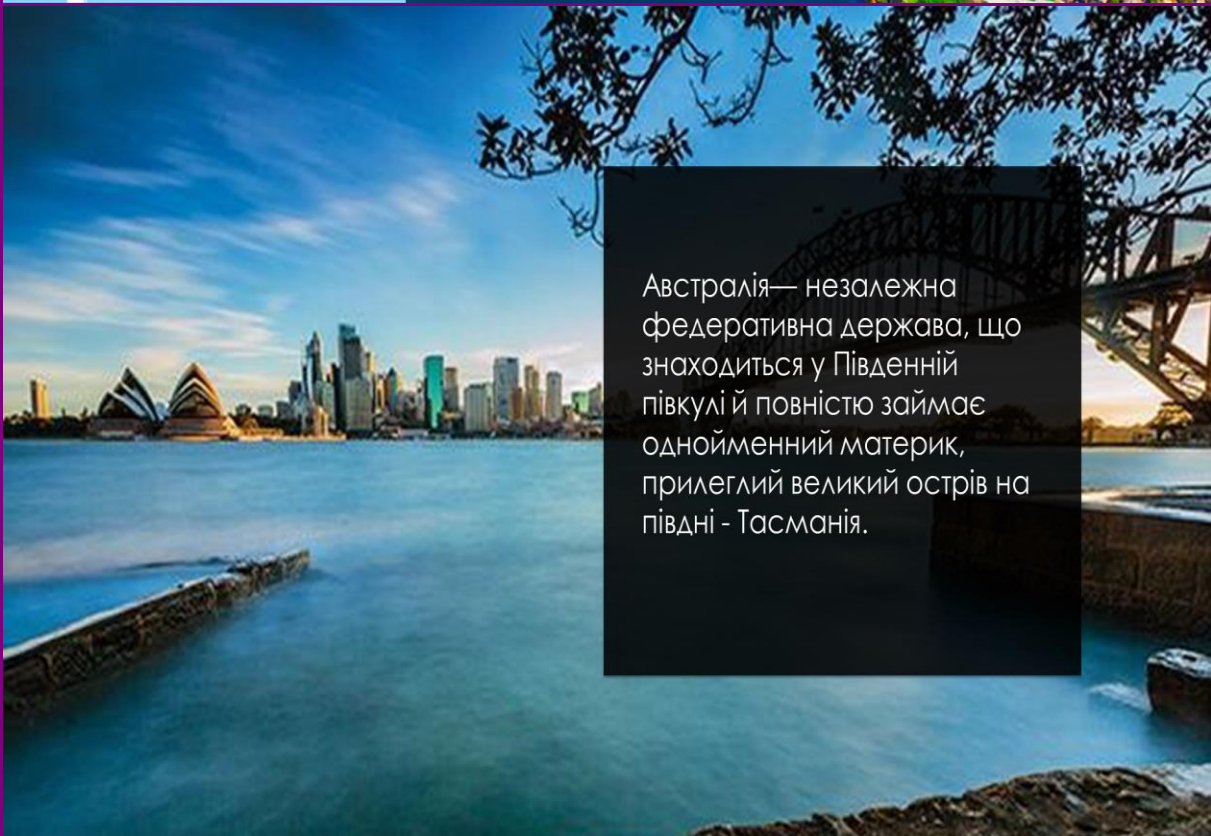 Австралія— незалежна
федеративна держава, що
знаходиться у Південній
півкулі й повністю займає
однойменний материк,
прилеглий великий острів на
півдні - Тасманія.